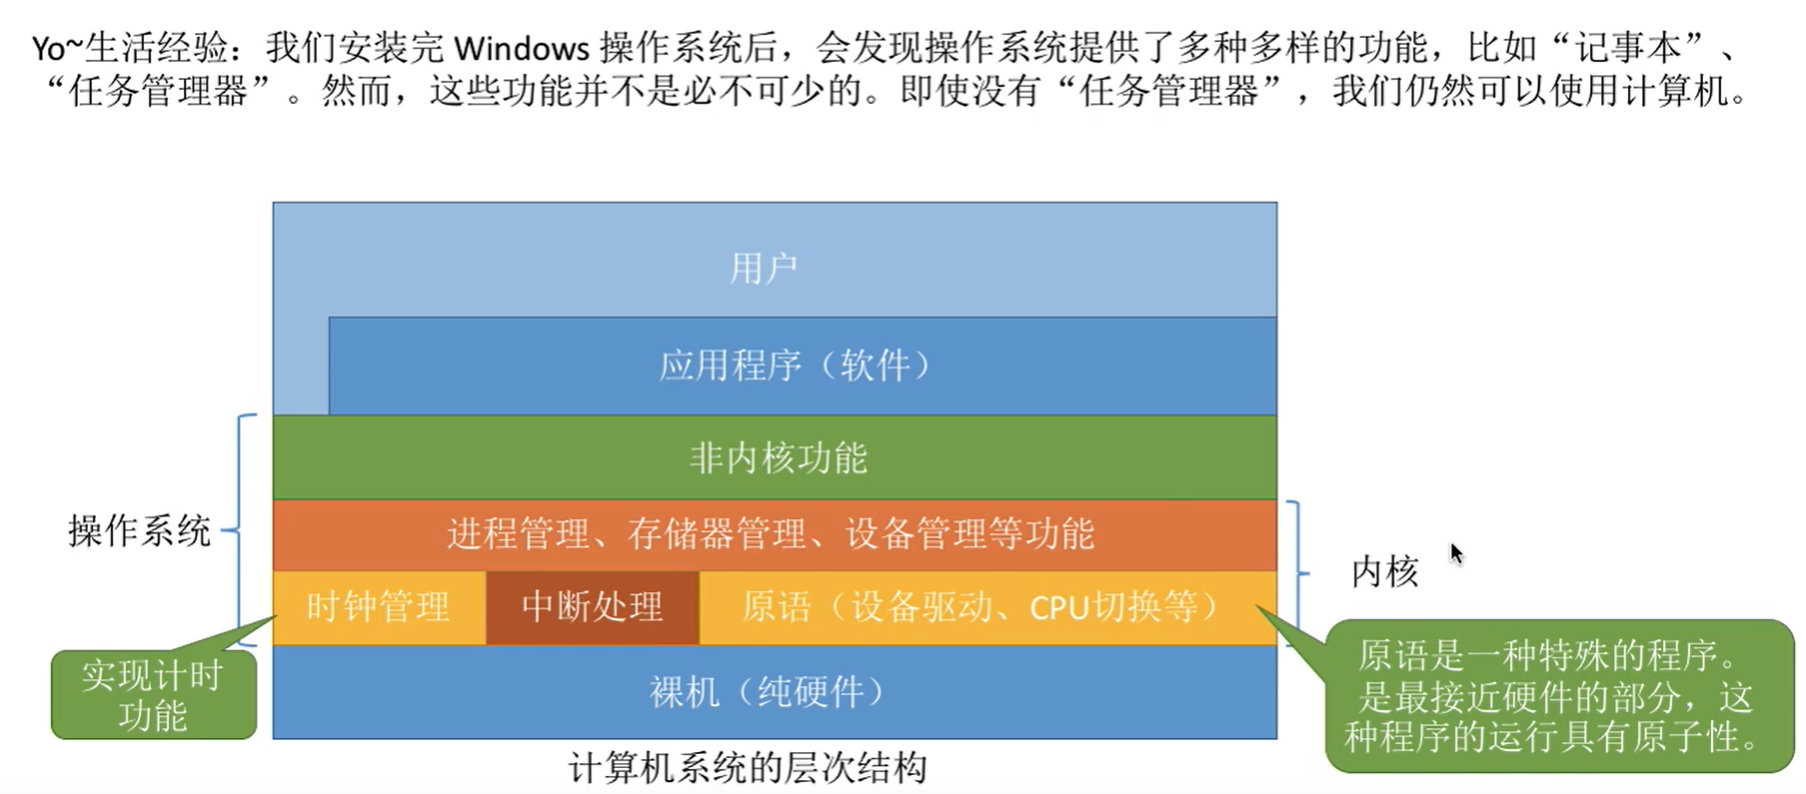 Yo~生活经验：我们安装完 Windows 操作系统后，会发现操作系统提供了多种多样的功能，比如“记事本”、
“任务管理器”。然而，这些功能并不是必不可少的。即使没有“任务管理器”，我们仍然可以使用计算机。
用户
应用程序（软件）
非内核功能
操作系统
进程管理、存储器管理、设备管理等功能
内核
时钟管理
中断处理
原语（设备驱动、CPU切换等）
实现计时
功能
裸机（纯硬件）
原语是一种特殊的程序。
是最接近硬件的部分，这
种程序的运行具有原子性。
计算机系统的层次结构